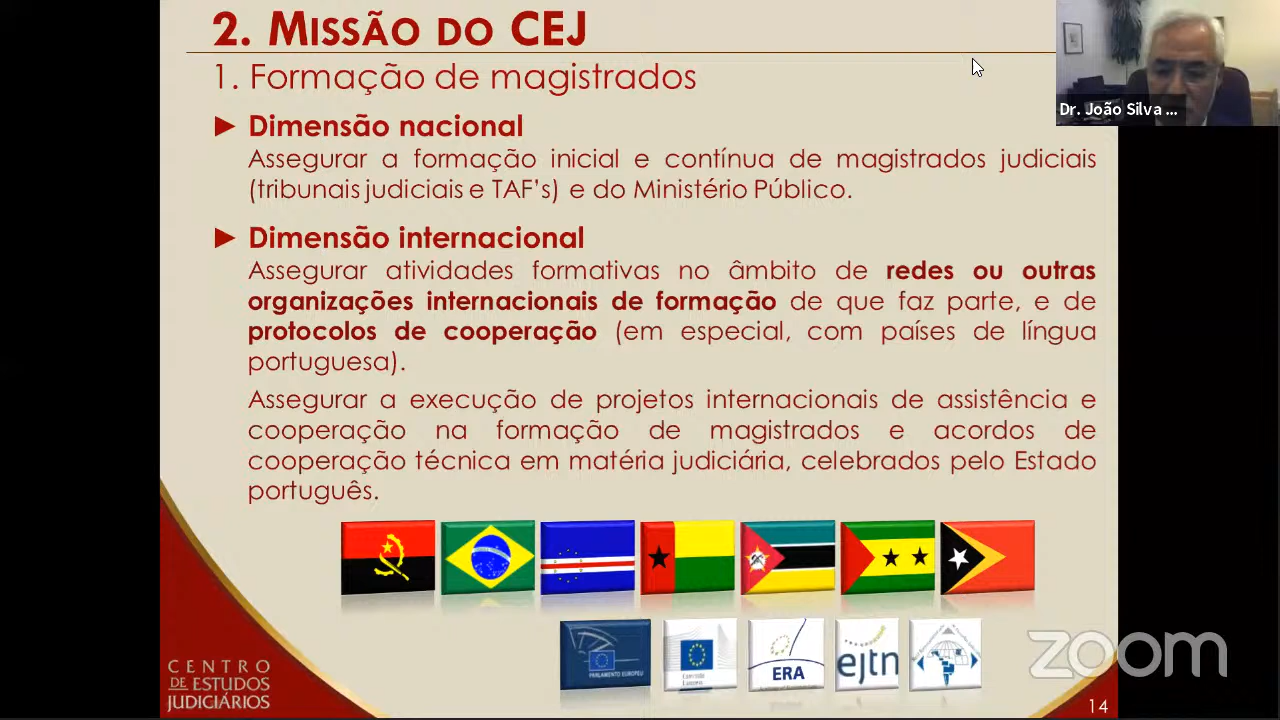 2. MISSÃO DO CEJ
1. Formação de magistrados
Dr. João Silva ...
► Dimensão nacional
Assegurar a formação inicial e contínua de magistrados judiciais
(tribunais judiciais e TAF's) e do Ministério Público.
► Dimensão internacional
Assegurar atividades formativas no âmbito de redes ou outras
organizações internacionais de formação de que faz parte, e de
protocolos de cooperação (em especial, com países de língua
portuguesa).
Assegurar a execução de projetos internacionais de assistência e
cooperação na formação de magistrados e acordos de
cooperação técnica em matéria judiciária, celebrados pelo Estado
português.
PARLAMENTO EUROPEU
ERA
ejtn
CENTRO
DE ESTUDOS
JUDICIÁRIOS
zoom
14